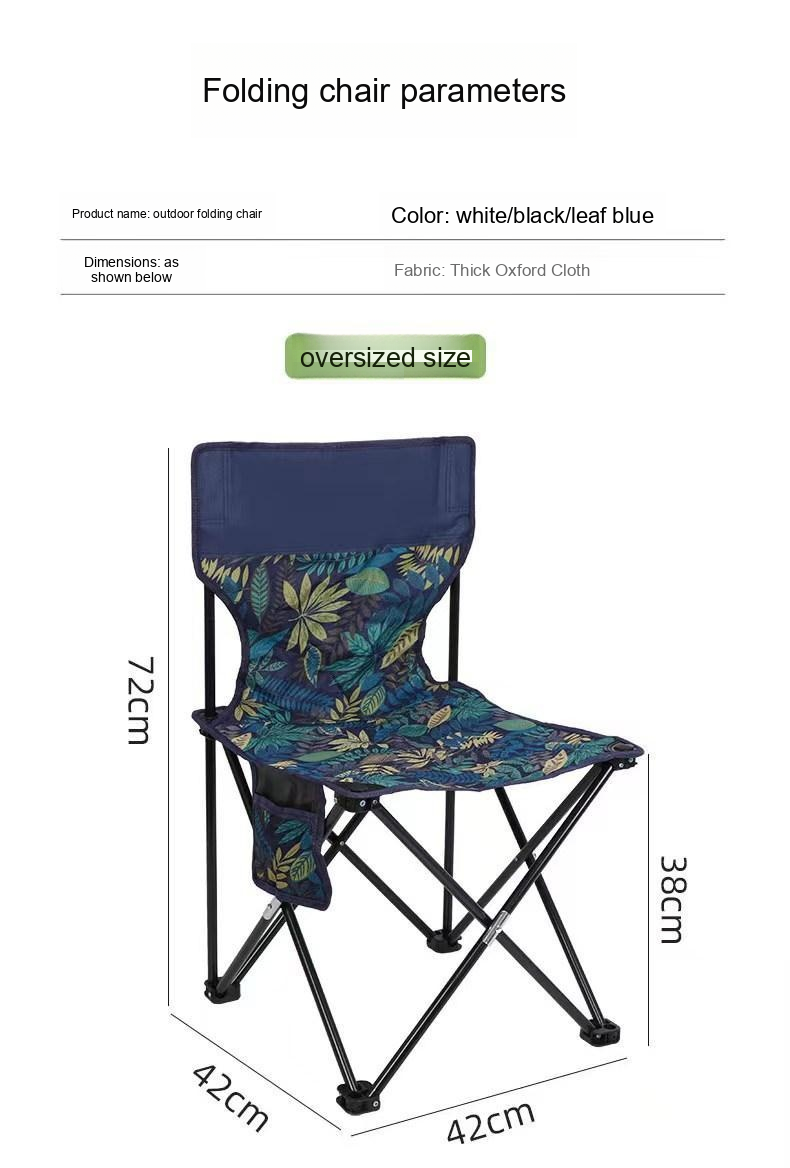 Folding chair parameters
Product name: outdoor folding chair
Color: white/black/leaf blue
Dimensions: as
shown below
Fabric: Thick Oxford Cloth
oversized size
72cm
38cm
42cm
42cm